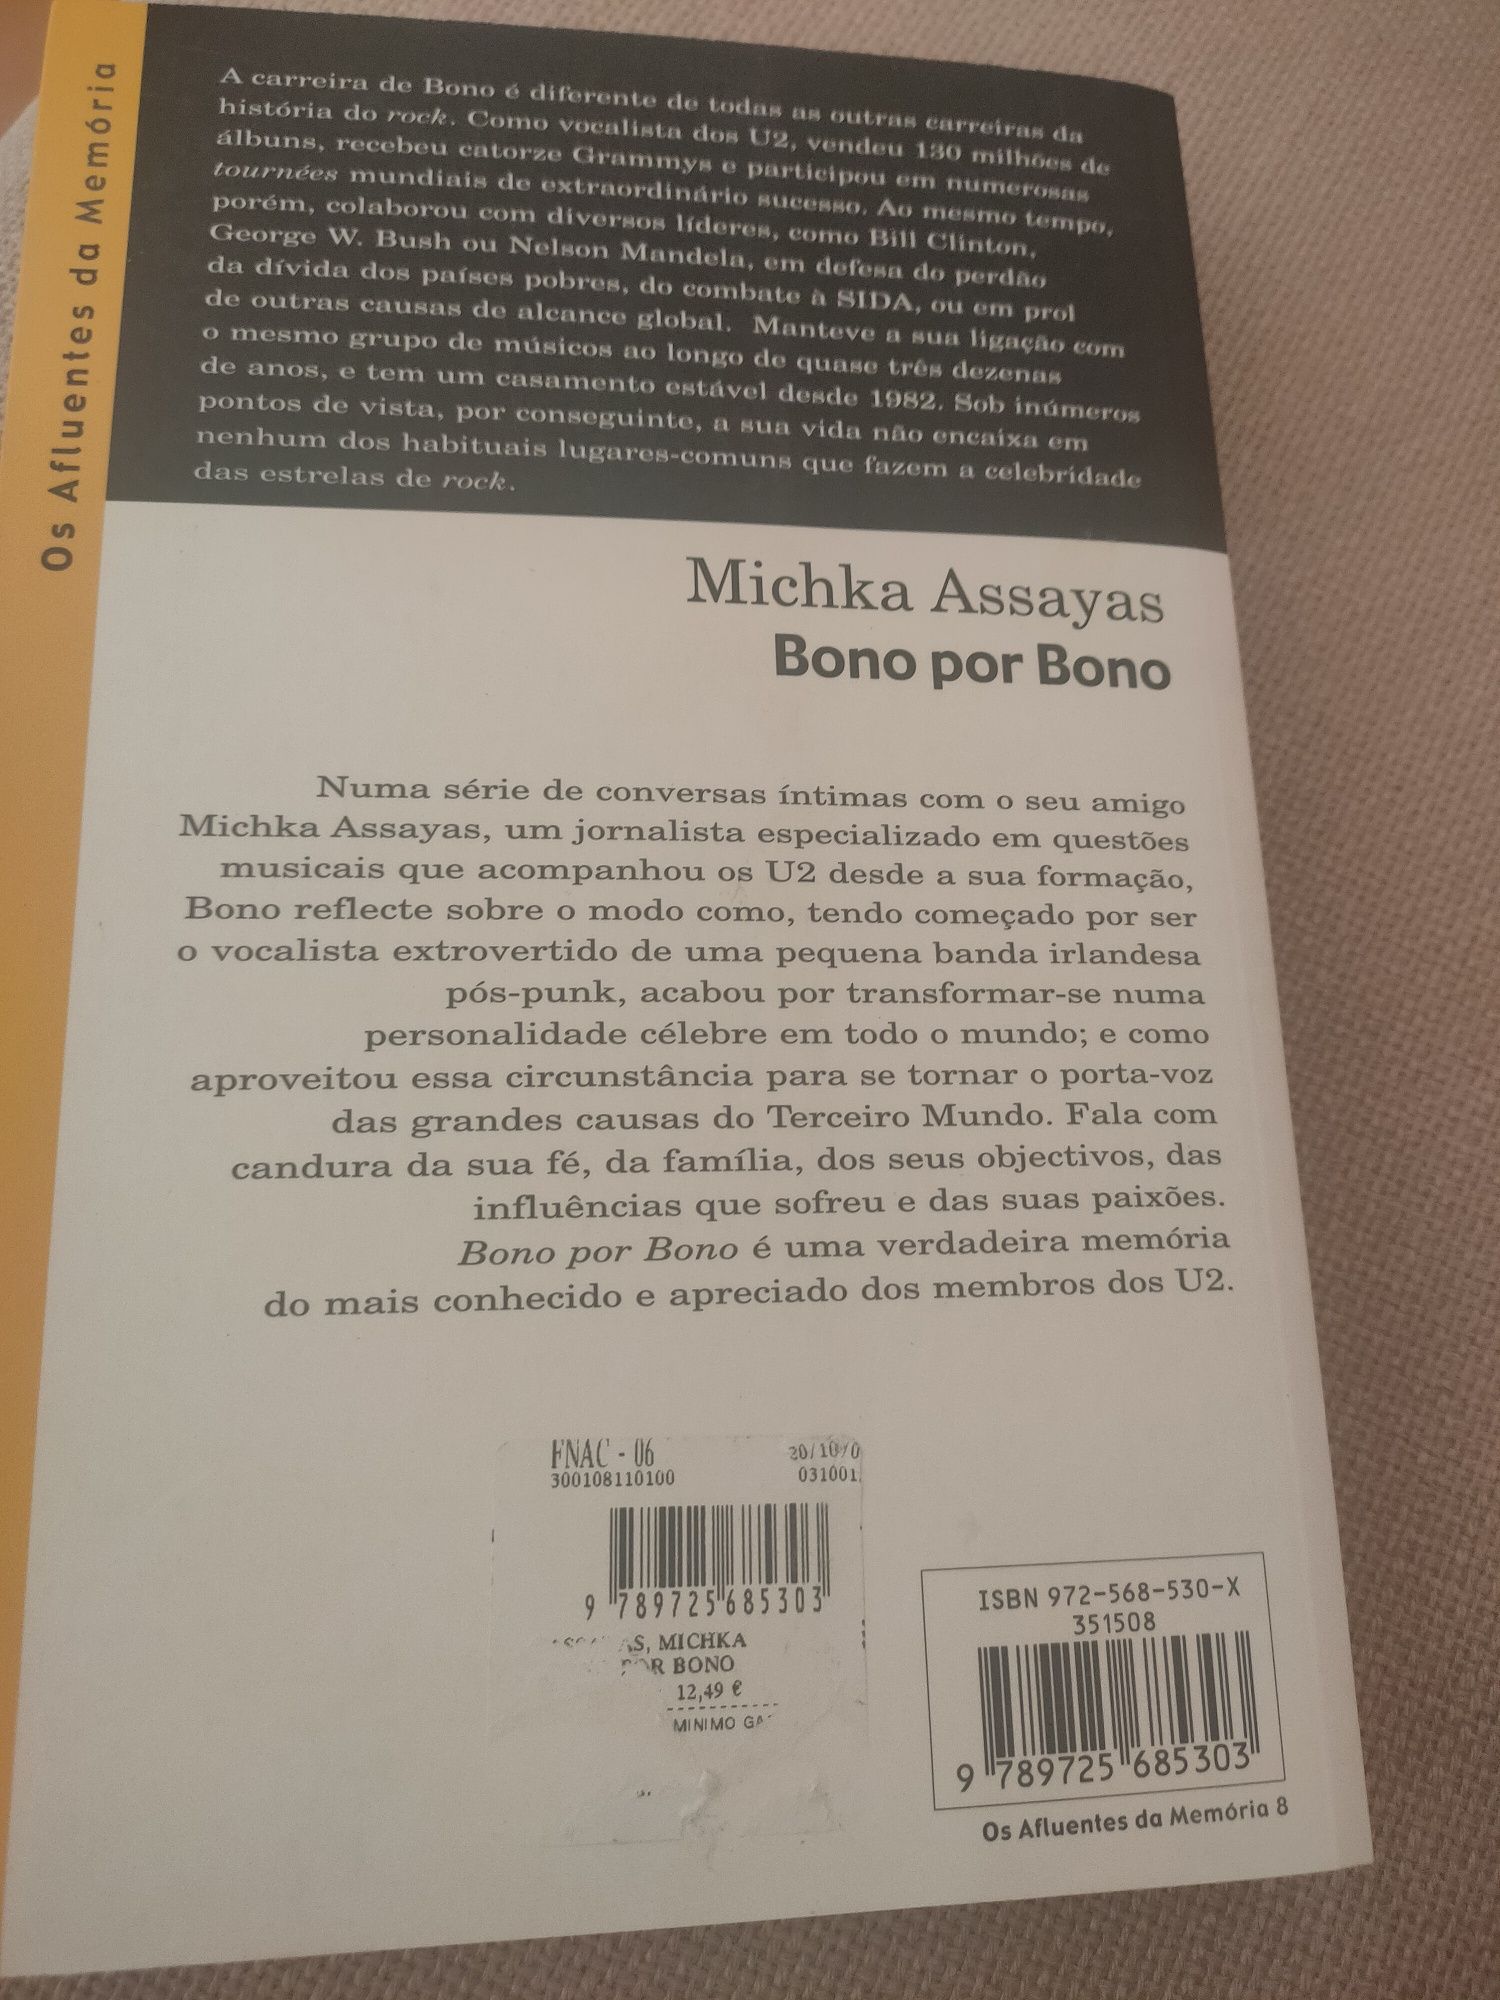 Os Afluentes da Memória
A carreira de Bono é diferente de todas as outras carreiras da
história do rock. Como vocalista dos U2, vendeu 130 milhões de
álbuns, recebeu catorze Grammys e participou em numerosas
tournées mundiais de extraordinário sucesso. Ao mesmo tempo,
porém, colaborou com diversos líderes, como Bill Clinton,
George W. Bush ou Nelson Mandela, em defesa do perdão
da dívida dos países pobres, do combate à SIDA, ou em prol
de outras causas de alcance global. Manteve a sua ligação com
o mesmo grupo de músicos ao longo de quase três dezenas
de anos, e tem um casamento estável desde 1982. Sob inúmeros
pontos de vista, por conseguinte, a sua vida não encaixa em
nenhum dos habituais lugares-comuns que fazem a celebridade
das estrelas de rock.
Michka Assayas
Bono por Bono
Numa série de conversas íntimas com o seu amigo
Michka Assayas, um jornalista especializado em questões
musicais que acompanhou os U2 desde a sua formação,
Bono reflecte sobre o modo como, tendo começado por ser
o vocalista extrovertido de uma pequena banda irlandesa
pós-punk, acabou por transformar-se numa
personalidade célebre em todo o mundo; e como
aproveitou essa circunstância para se tornar o porta-voz
das grandes causas do Terceiro Mundo. Fala com
candura da sua fé, da família, dos seus objectivos, das
influências que sofreu e das suas paixões.
Bono por Bono é uma verdadeira memória
do mais conhecido e apreciado dos membros dos U2.
FNAC - 06 20/10/0
300108110100 031001
9 789725 685303
AS, MICHKA
POR BONO
12,49 €
MINIMO GA
ISBN 972-568-530-X
351508
9 789725 685303
Os Afluentes da Memória 8